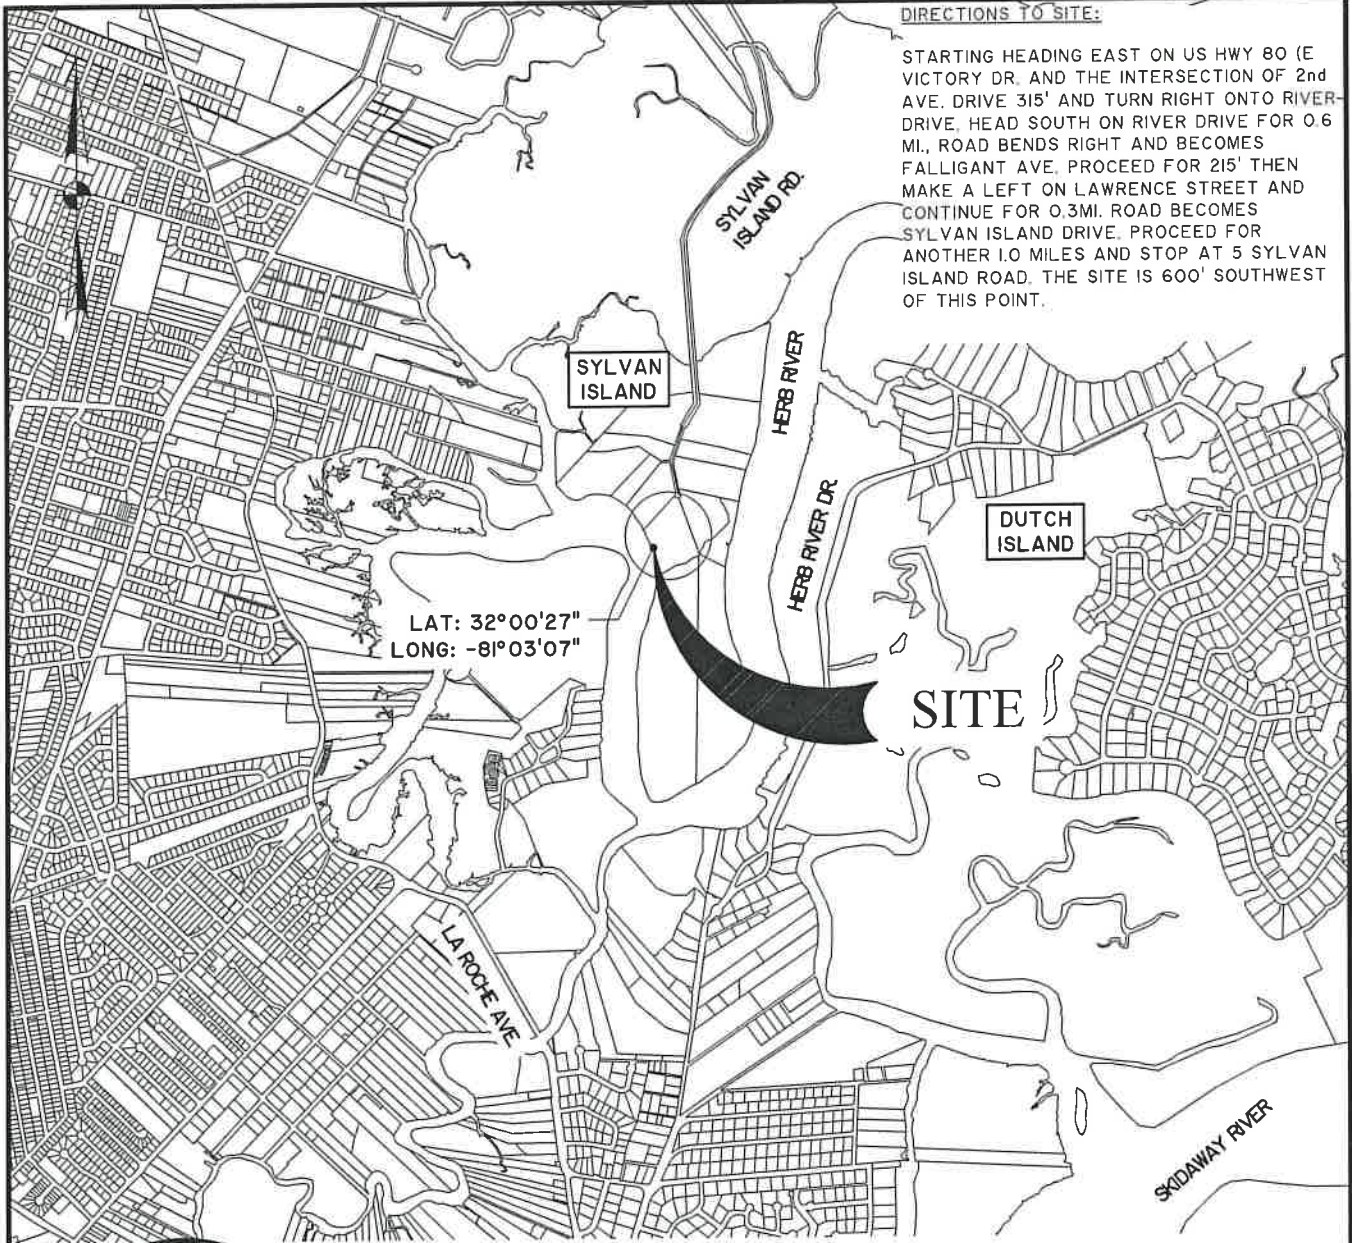 DIRECTIONS TO SITE:
STARTING HEADING EAST ON US HWY 80 (E
VICTORY DR. AND THE INTERSECTION OF 2nd
AVE. DRIVE 315' AND TURN RIGHT ONTO RIVER-
DRIVE, HEAD SOUTH ON RIVER DRIVE FOR 0.6
MI., ROAD BENDS RIGHT AND BECOMES
FALLIGANT AVE. PROCEED FOR 215' THEN
MAKE A LEFT ON LAWRENCE STREET AND
CONTINUE FOR 0.3MI. ROAD BECOMES
SYLVAN ISLAND DRIVE. PROCEED FOR
ANOTHER 1.0 MILES AND STOP AT 5 SYLVAN
ISLAND ROAD. THE SITE IS 600' SOUTHWEST
OF THIS POINT.
SYLVAN
ISLAND RD.
SYLVAN
ISLAND
HERB RIVER
HERB RIVER DR.
DUTCH
ISLAND
LAT: 32°00'27"
LONG: -81°03'07"
SITE
LA ROCHE AVE
SKIDAWAY RIVER